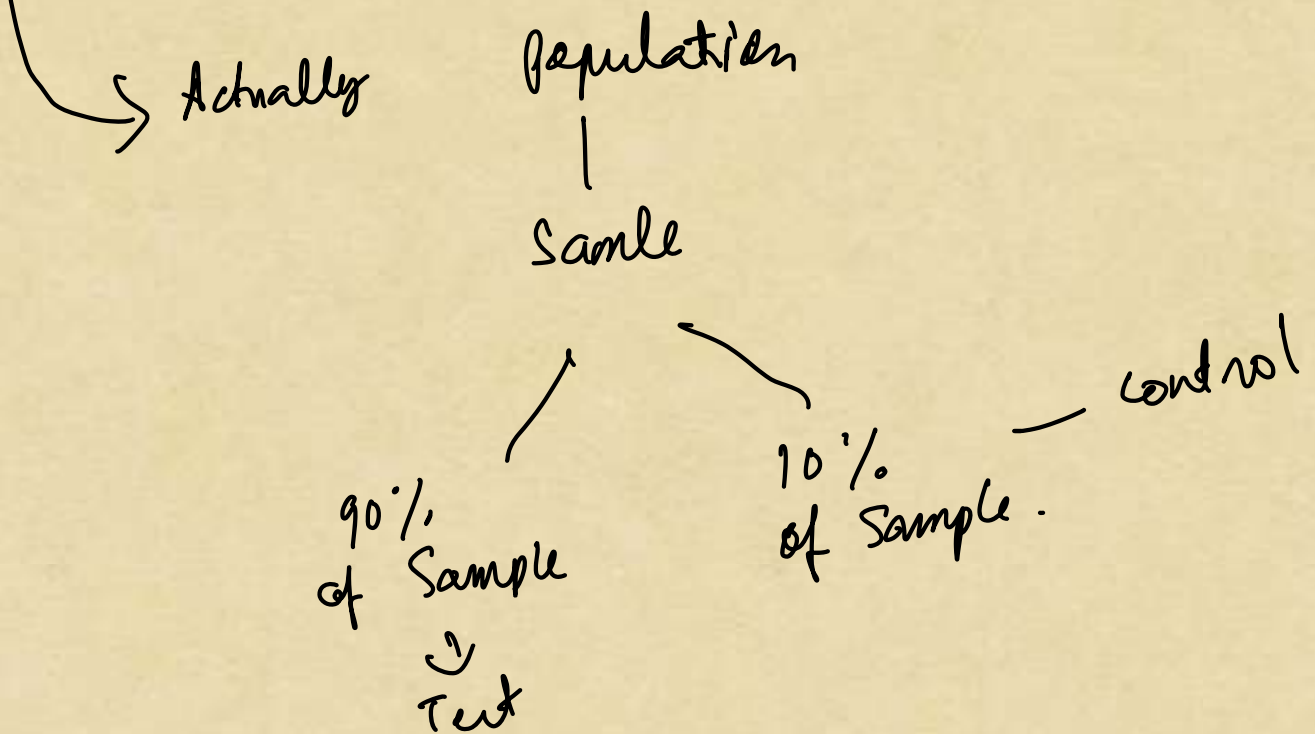 Actually
Population
Samle
90%
of Sample
Test
10%
of Sample.
control